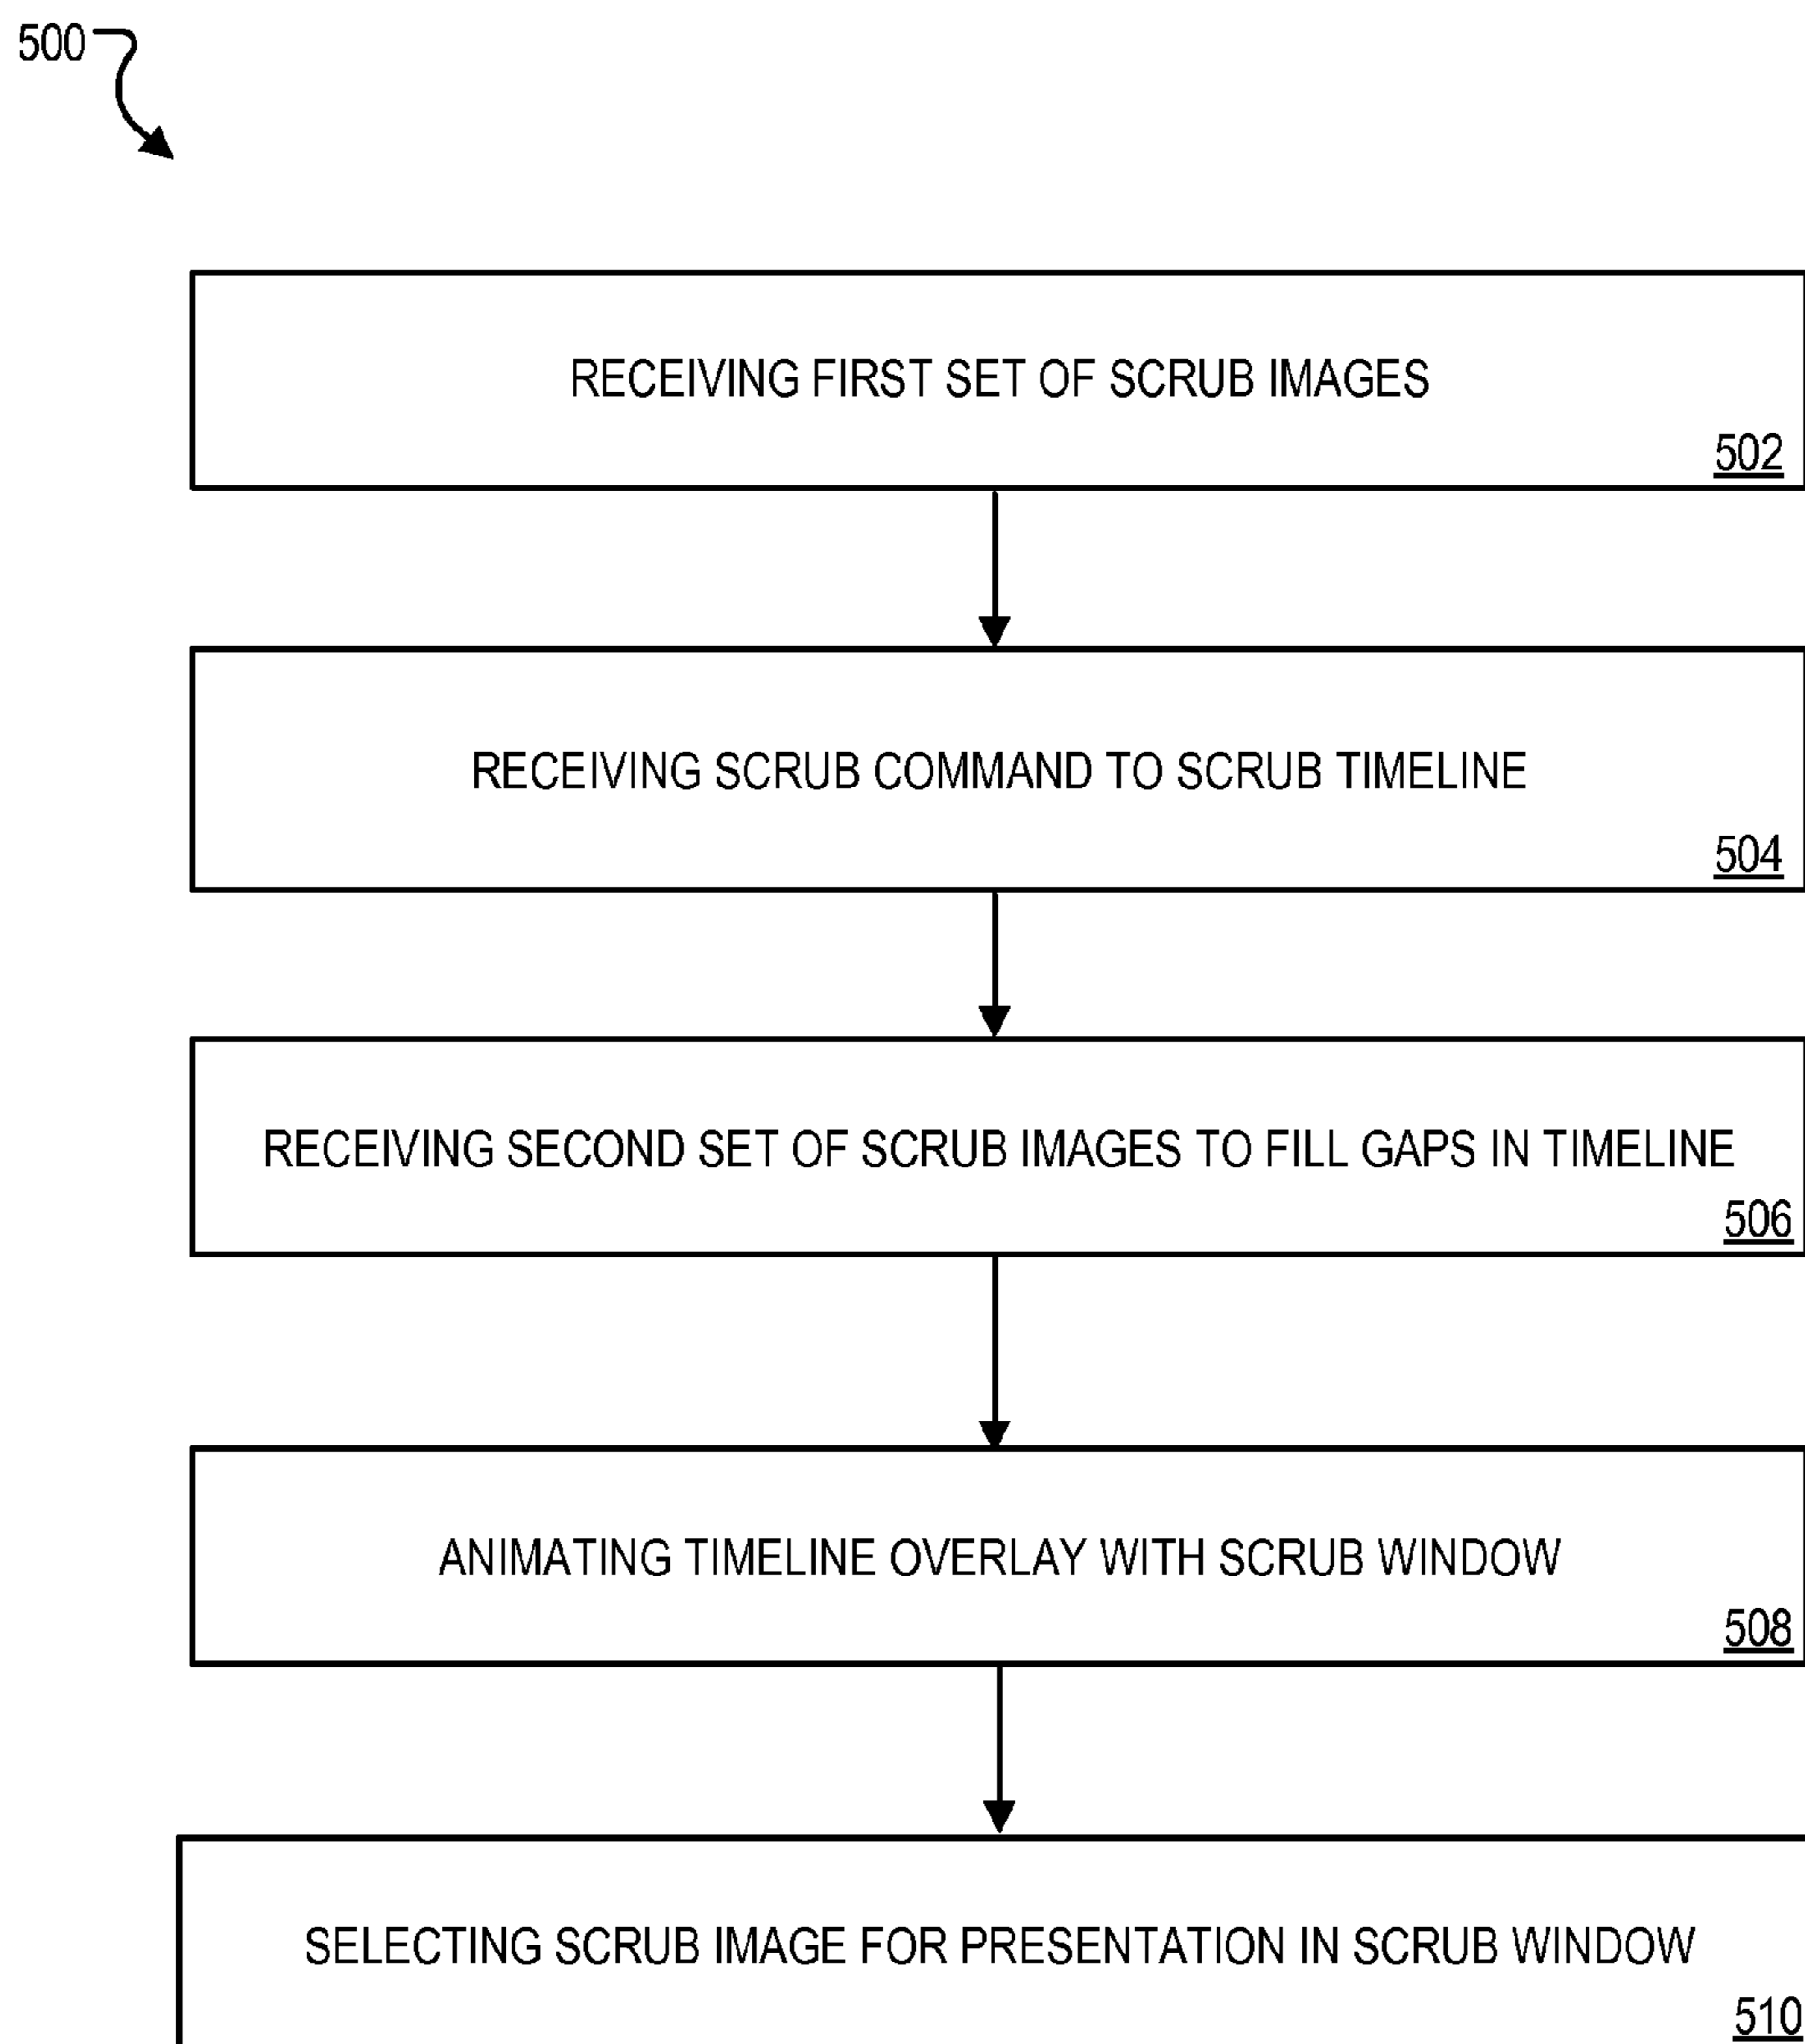 500
RECEIVING FIRST SET OF SCRUB IMAGES
502
RECEIVING SCRUB COMMAND TO SCRUB TIMELINE
504
RECEIVING SECOND SET OF SCRUB IMAGES TO FILL GAPS IN TIMELINE
506
ANIMATING TIMELINE OVERLAY WITH SCRUB WINDOW
508
SELECTING SCRUB IMAGE FOR PRESENTATION IN SCRUB WINDOW
510